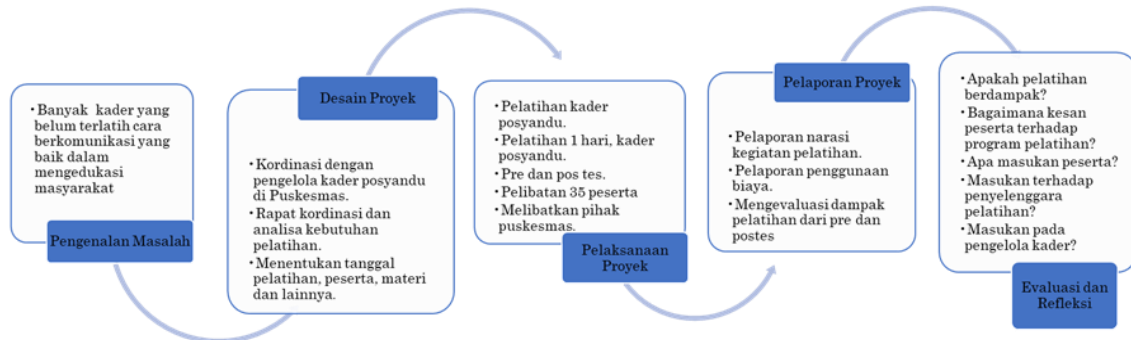 • Banyak kader yang
belum terlatih cara
berkomunikasi yang
baik dalam
mengedukasi
masyarakat
Pengenalan Masalah
Desain Proyek
• Kordinasi dengan
pengelola kader posyandu
di Puskesmas.
• Rapat kordinasi dan
analisa kebutuhan
pelatihan.
• Menentukan tanggal
pelatihan, peserta, materi
dan lainnya.
• Pelatihan kader
posyandu.
• Pelatihan 1 hari, kader
posyandu.
• Pre dan pos tes.
• Pelibatan 35 peserta
• Melibatkan pihak
puskesmas.
Pelaksanaan
Proyek
Pelaporan Proyek
• Pelaporan narasi
kegiatan pelatihan.
• Pelaporan penggunaan
biaya.
• Mengevaluasi dampak
pelatihan dari pre dan
postes
• Apakah pelatihan
berdampak?
• Bagaimana kesan
peserta terhadap
program pelatihan?
• Apa masukan peserta?
• Masukan terhadap
penyelenggara
pelatihan?
• Masukan pada
pengelola kader?
Evaluasi dan
Refleksi